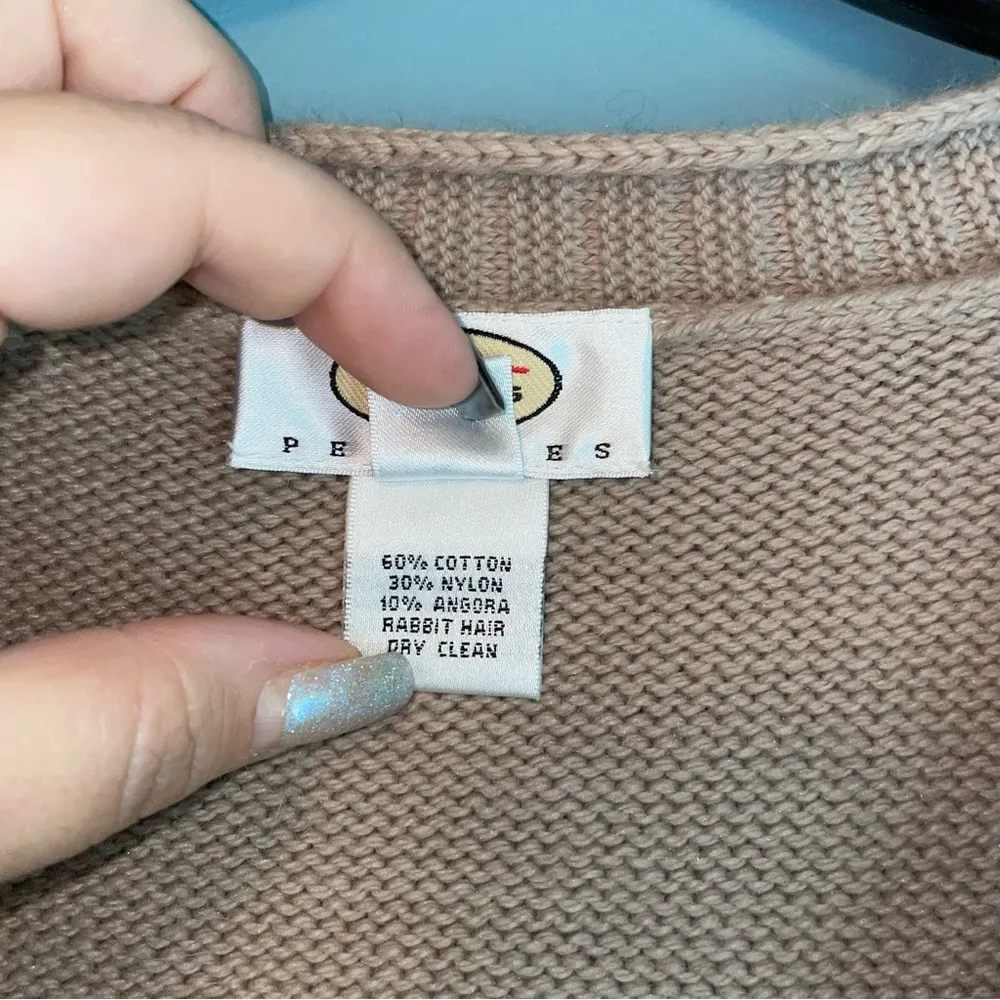 P E
E S
60% COTTON
30% NYLON
10% ANGORA
RABBIT HAIR
DRY CLEAN